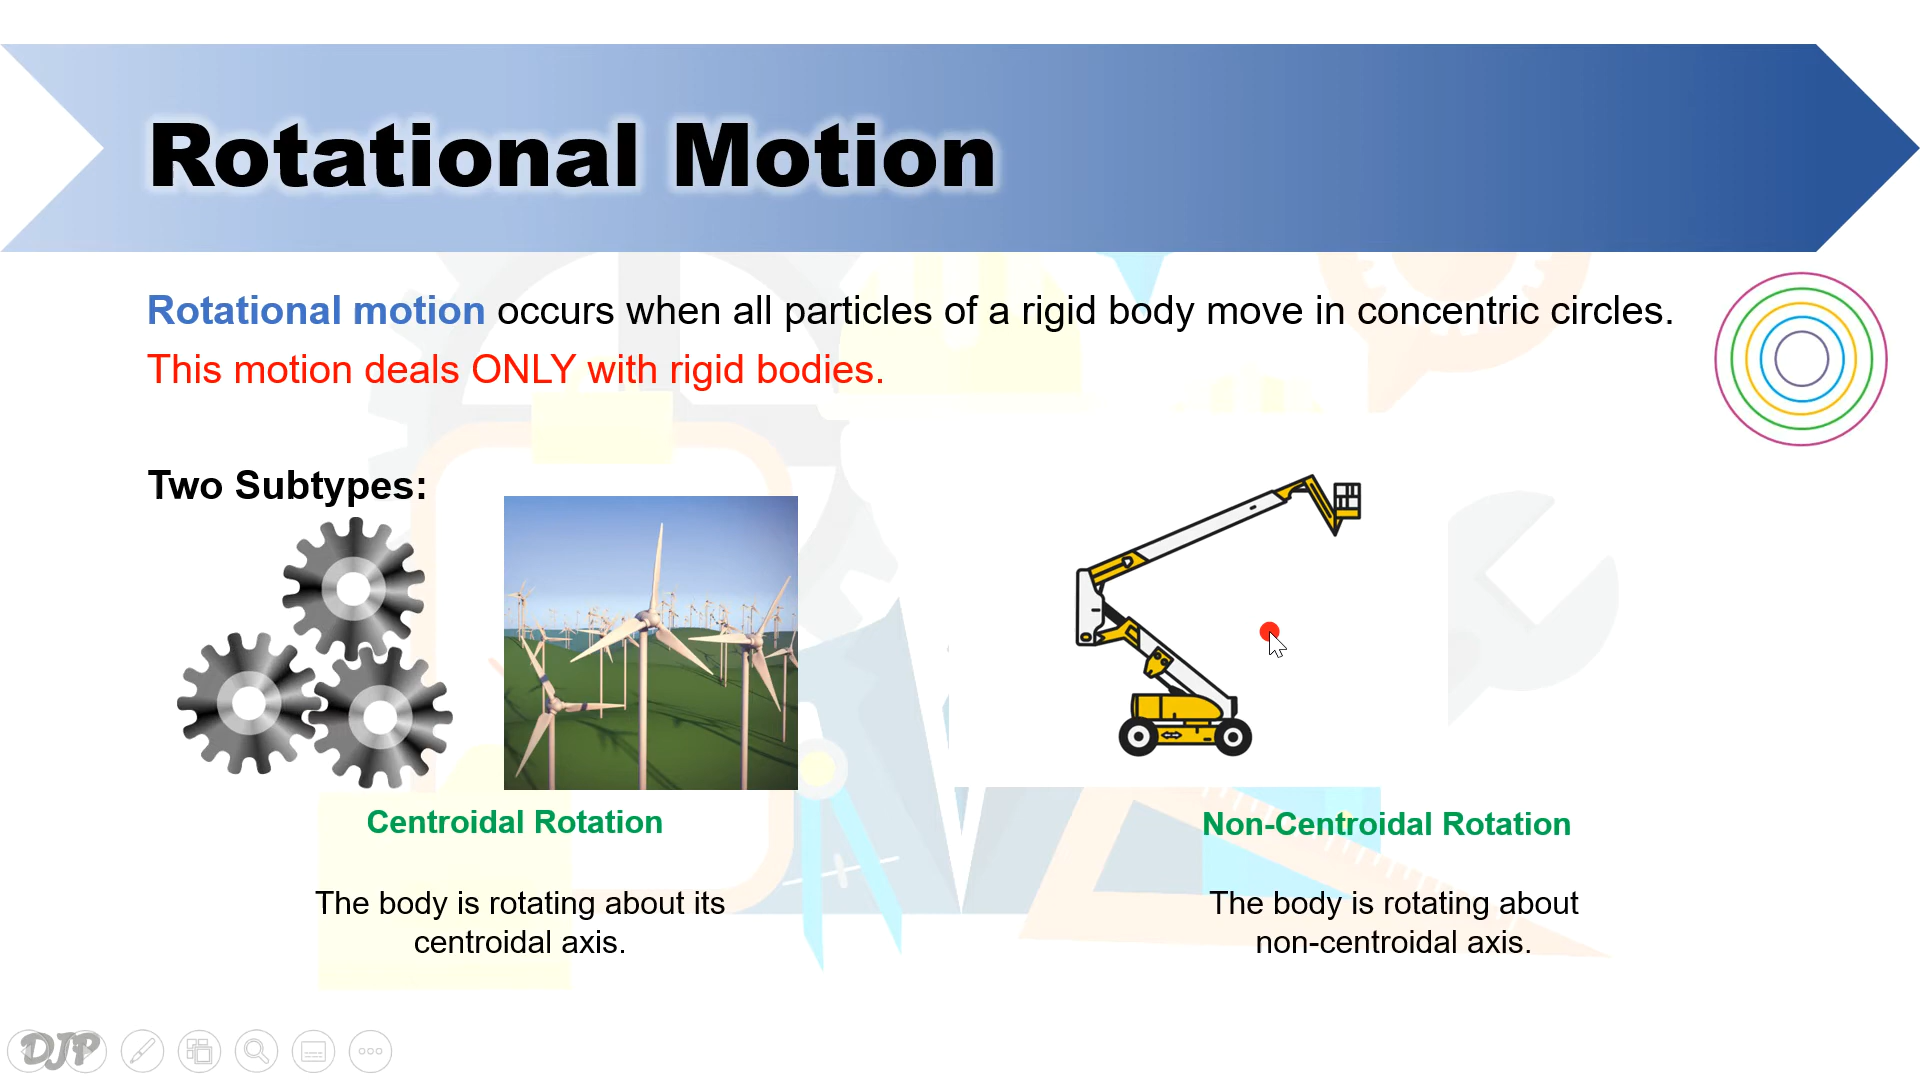 Rotational Motion
Rotational motion occurs when all particles of a rigid body move in concentric circles.
This motion deals ONLY with rigid bodies.
Two Subtypes:
Centroidal Rotation
The body is rotating about its
centroidal axis.
Non-Centroidal Rotation
The body is rotating about
non-centroidal axis.
DJP